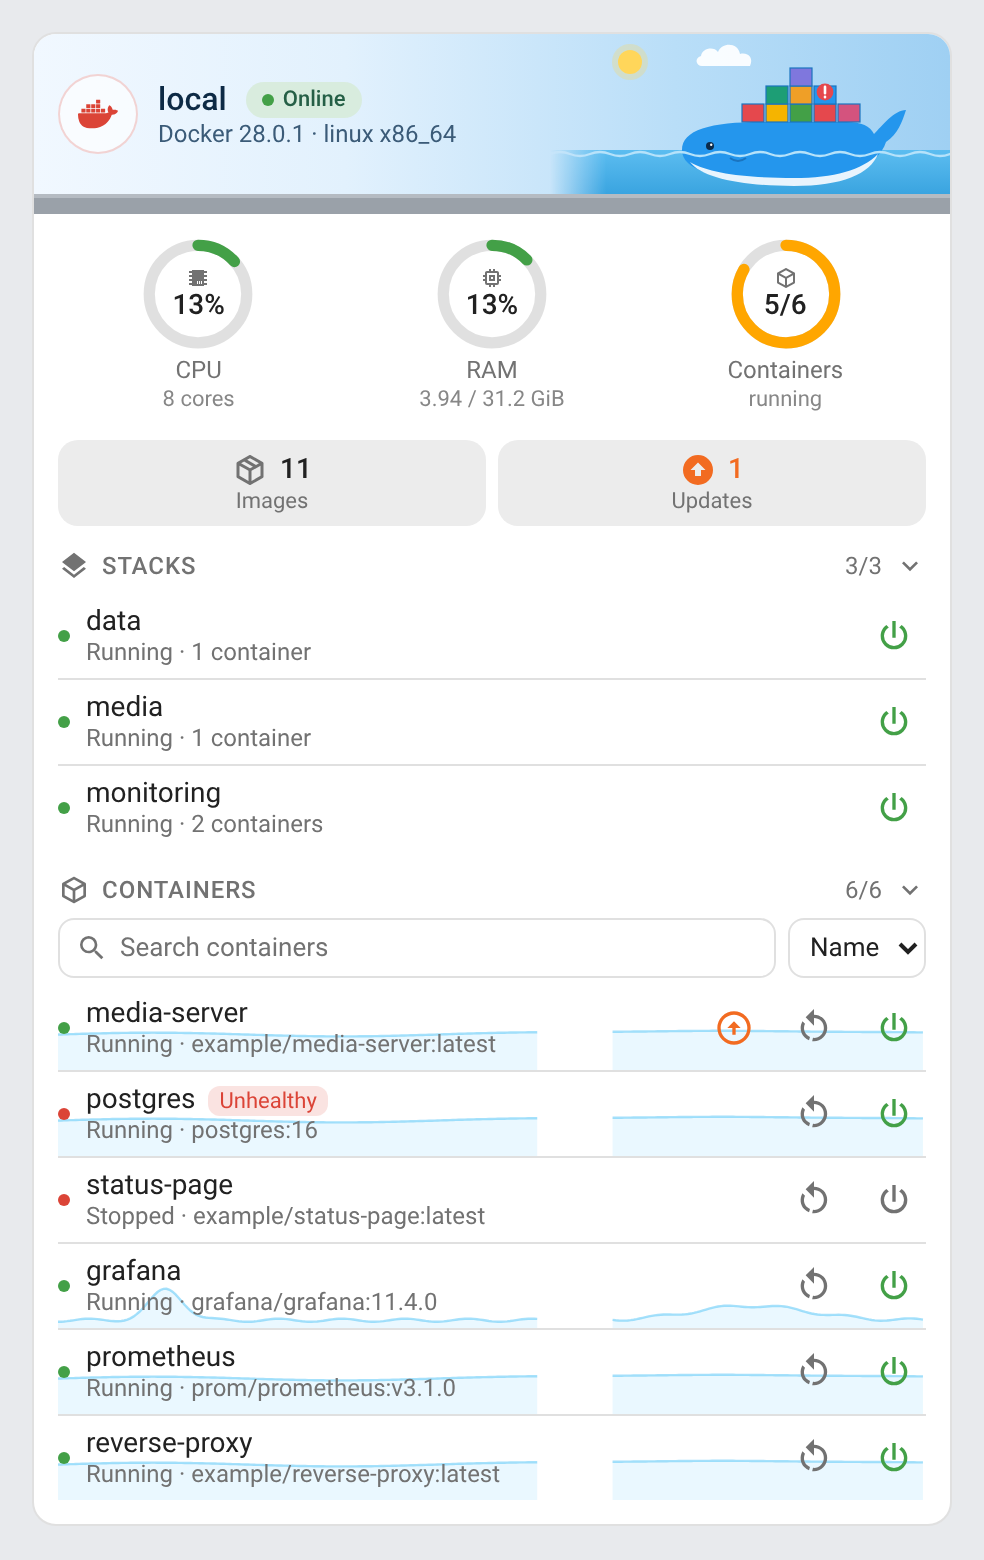 local Online
Docker 28.0.1 · linux x86_64
13%
CPU
8 cores
13%
RAM
3.94 / 31.2 GiB
5/6
Containers
running
11
Images
1
Updates
STACKS 3/3
data
Running · 1 container
media
Running · 1 container
monitoring
Running · 2 containers
CONTAINERS 6/6
Search containers
Name
media-server
Running · example/media-server:latest
postgres Unhealthy
Running · postgres:16
status-page
Stopped · example/status-page:latest
grafana
Running · grafana/grafana:11.4.0
prometheus
Running · prom/prometheus:v3.1.0
reverse-proxy
Running · example/reverse-proxy:latest